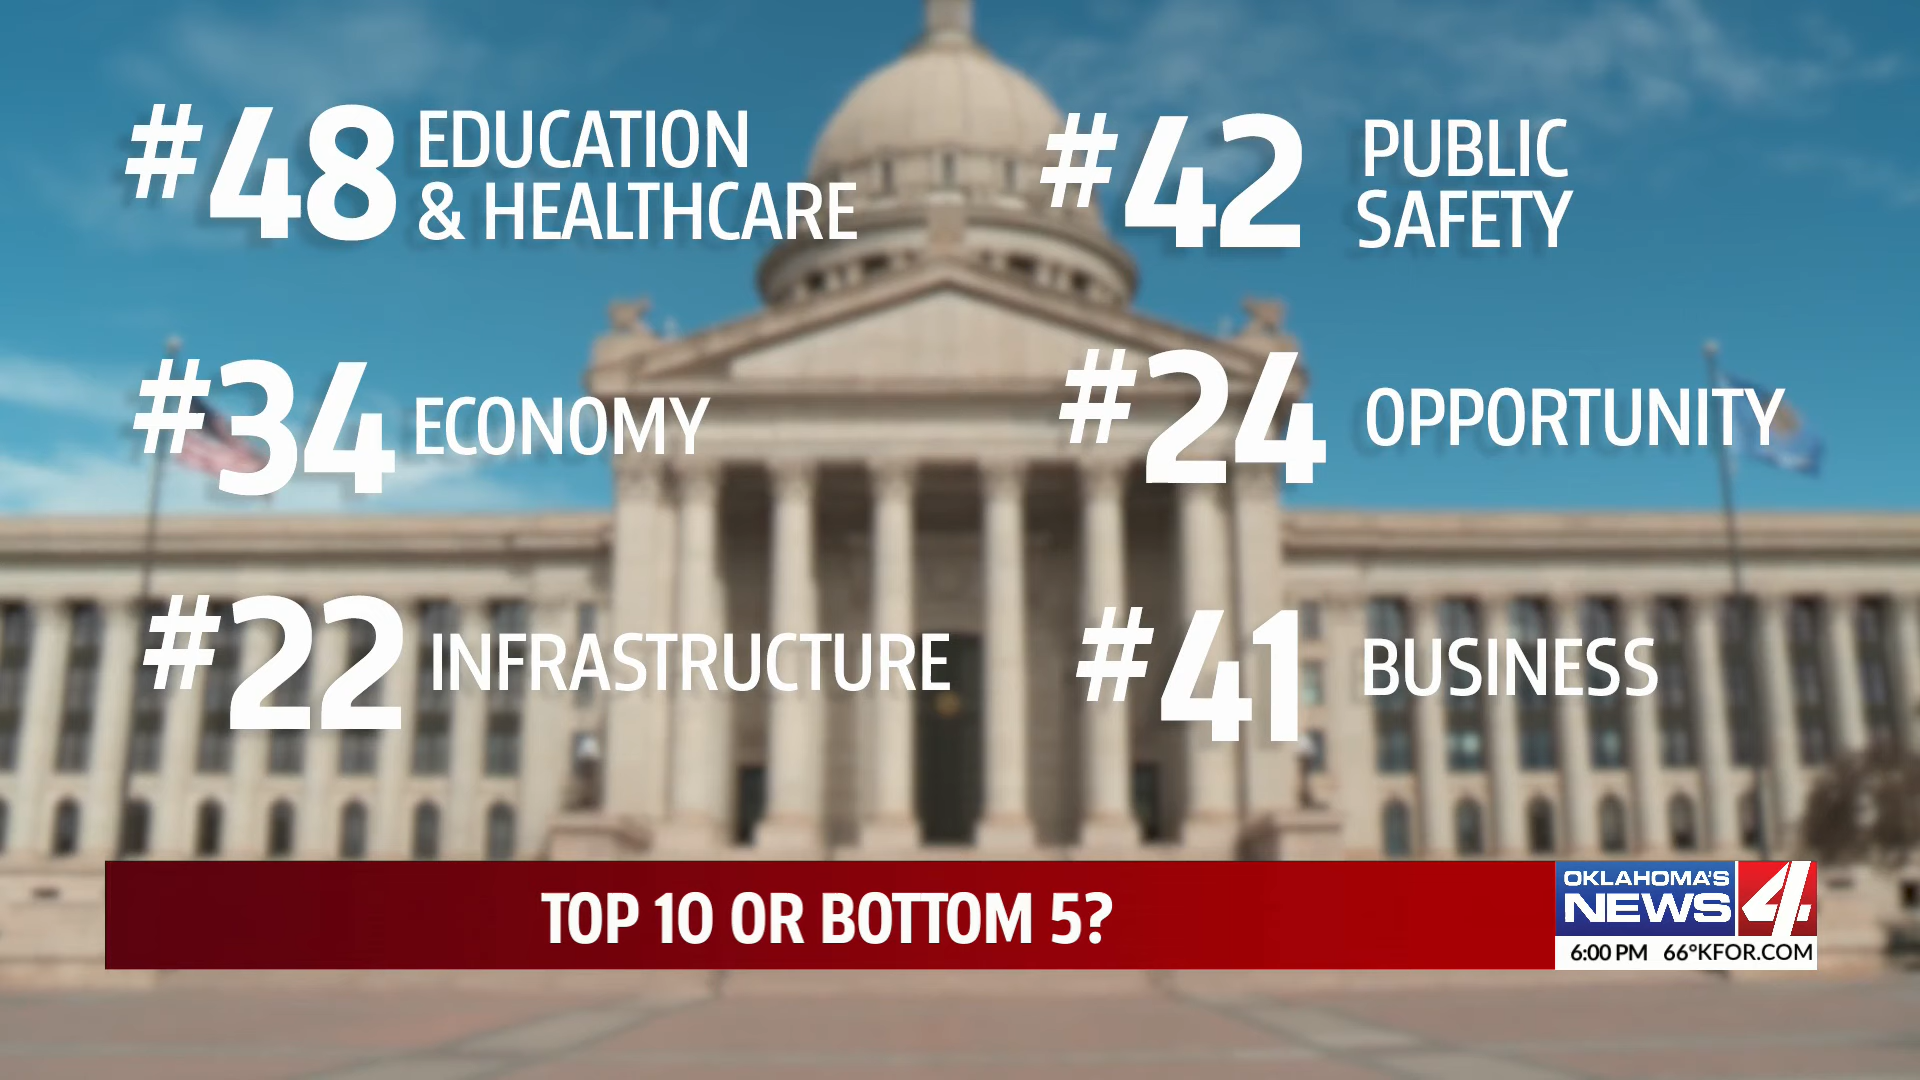 #48 EDUCATION
& HEALTHCARE
#42 PUBLIC
SAFETY
#34 ECONOMY
#24 OPPORTUNITY
#22 INFRASTRUCTURE
#41 BUSINESS
TOP 10 OR BOTTOM 5?
OKLAHOMA'S
NEWS 4
6:00 PM 66° KFOR.COM